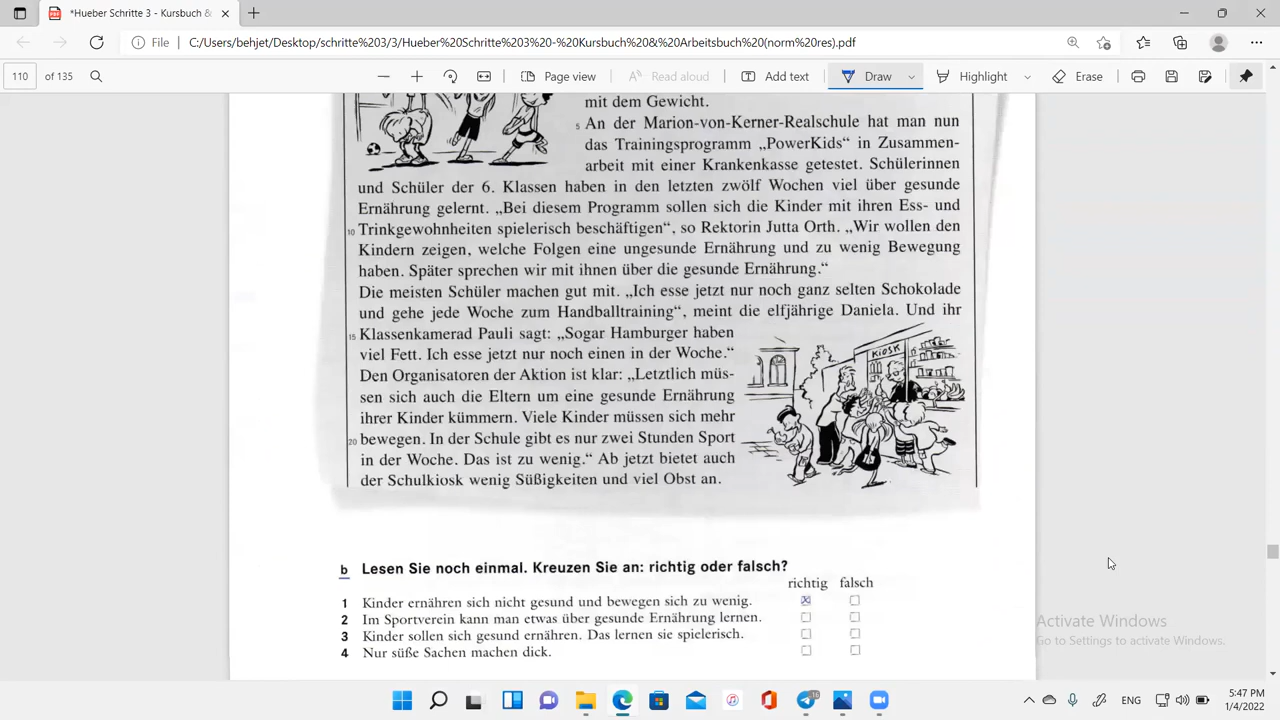 *Hueber Schritte 3 - Kursbuch &
File C:/Users/behjet/Desktop/schritte%203/3/Hueber%20Schritte%203%20-%20Kursbuch%20&%20Arbeitsbuch%20(norm%20res).pdf
110 of 135 Page view Read aloud Add text Draw Highlight Erase
mit dem Gewicht.
5 An der Marion-von-Kerner-Realschule hat man nun
das Trainingsprogramm „PowerKids“ in Zusammen-
arbeit mit einer Krankenkasse getestet. Schülerinnen
und Schüler der 6. Klassen haben in den letzten zwölf Wochen viel über gesunde
Ernährung gelernt. „Bei diesem Programm sollen sich die Kinder mit ihren Ess- und
10 Trinkgewohnheiten spielerisch beschäftigen“, so Rektorin Jutta Orth. „Wir wollen den
Kindern zeigen, welche Folgen eine ungesunde Ernährung und zu wenig Bewegung
haben. Später sprechen wir mit ihnen über die gesunde Ernährung.“
Die meisten Schüler machen gut mit. „Ich esse jetzt nur noch ganz selten Schokolade
und gehe jede Woche zum Handballtraining“, meint die elfjährige Daniela. Und ihr
15 Klassenkamerad Pauli sagt: „Sogar Hamburger haben
viel Fett. Ich esse jetzt nur noch einen in der Woche.“
Den Organisatoren der Aktion ist klar: „Letztlich müs-
sen sich auch die Eltern um eine gesunde Ernährung
ihrer Kinder kümmern. Viele Kinder müssen sich mehr
20 bewegen. In der Schule gibt es nur zwei Stunden Sport
in der Woche. Das ist zu wenig.“ Ab jetzt bietet auch
der Schulkiosk wenig Süßigkeiten und viel Obst an.
KIOSK
b Lesen Sie noch einmal. Kreuzen Sie an: richtig oder falsch?
richtig falsch
1 Kinder ernähren sich nicht gesund und bewegen sich zu wenig.
2 Im Sportverein kann man etwas über gesunde Ernährung lernen.
3 Kinder sollen sich gesund ernähren. Das lernen sie spielerisch.
4 Nur süße Sachen machen dick.
Activate Windows
Go to Settings to activate Windows.
16
ENG
5:47 PM
1/4/2022